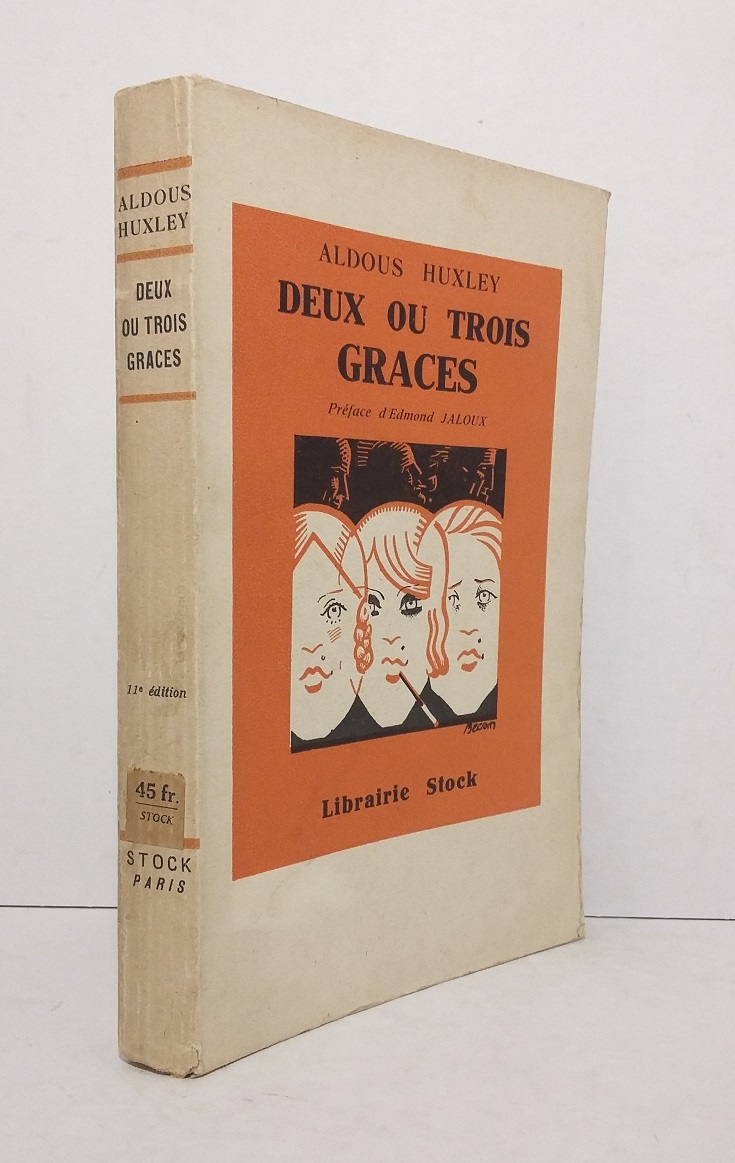 ALDOUS
HUXLEY
DEUX
OU TROIS
GRACES
11e édition
45 fr.
STOCK
STOCK
PARIS
ALDOUS HUXLEY
DEUX OU TROIS
GRACES
Préface d'Edmond JALOUX
Librairie Stock